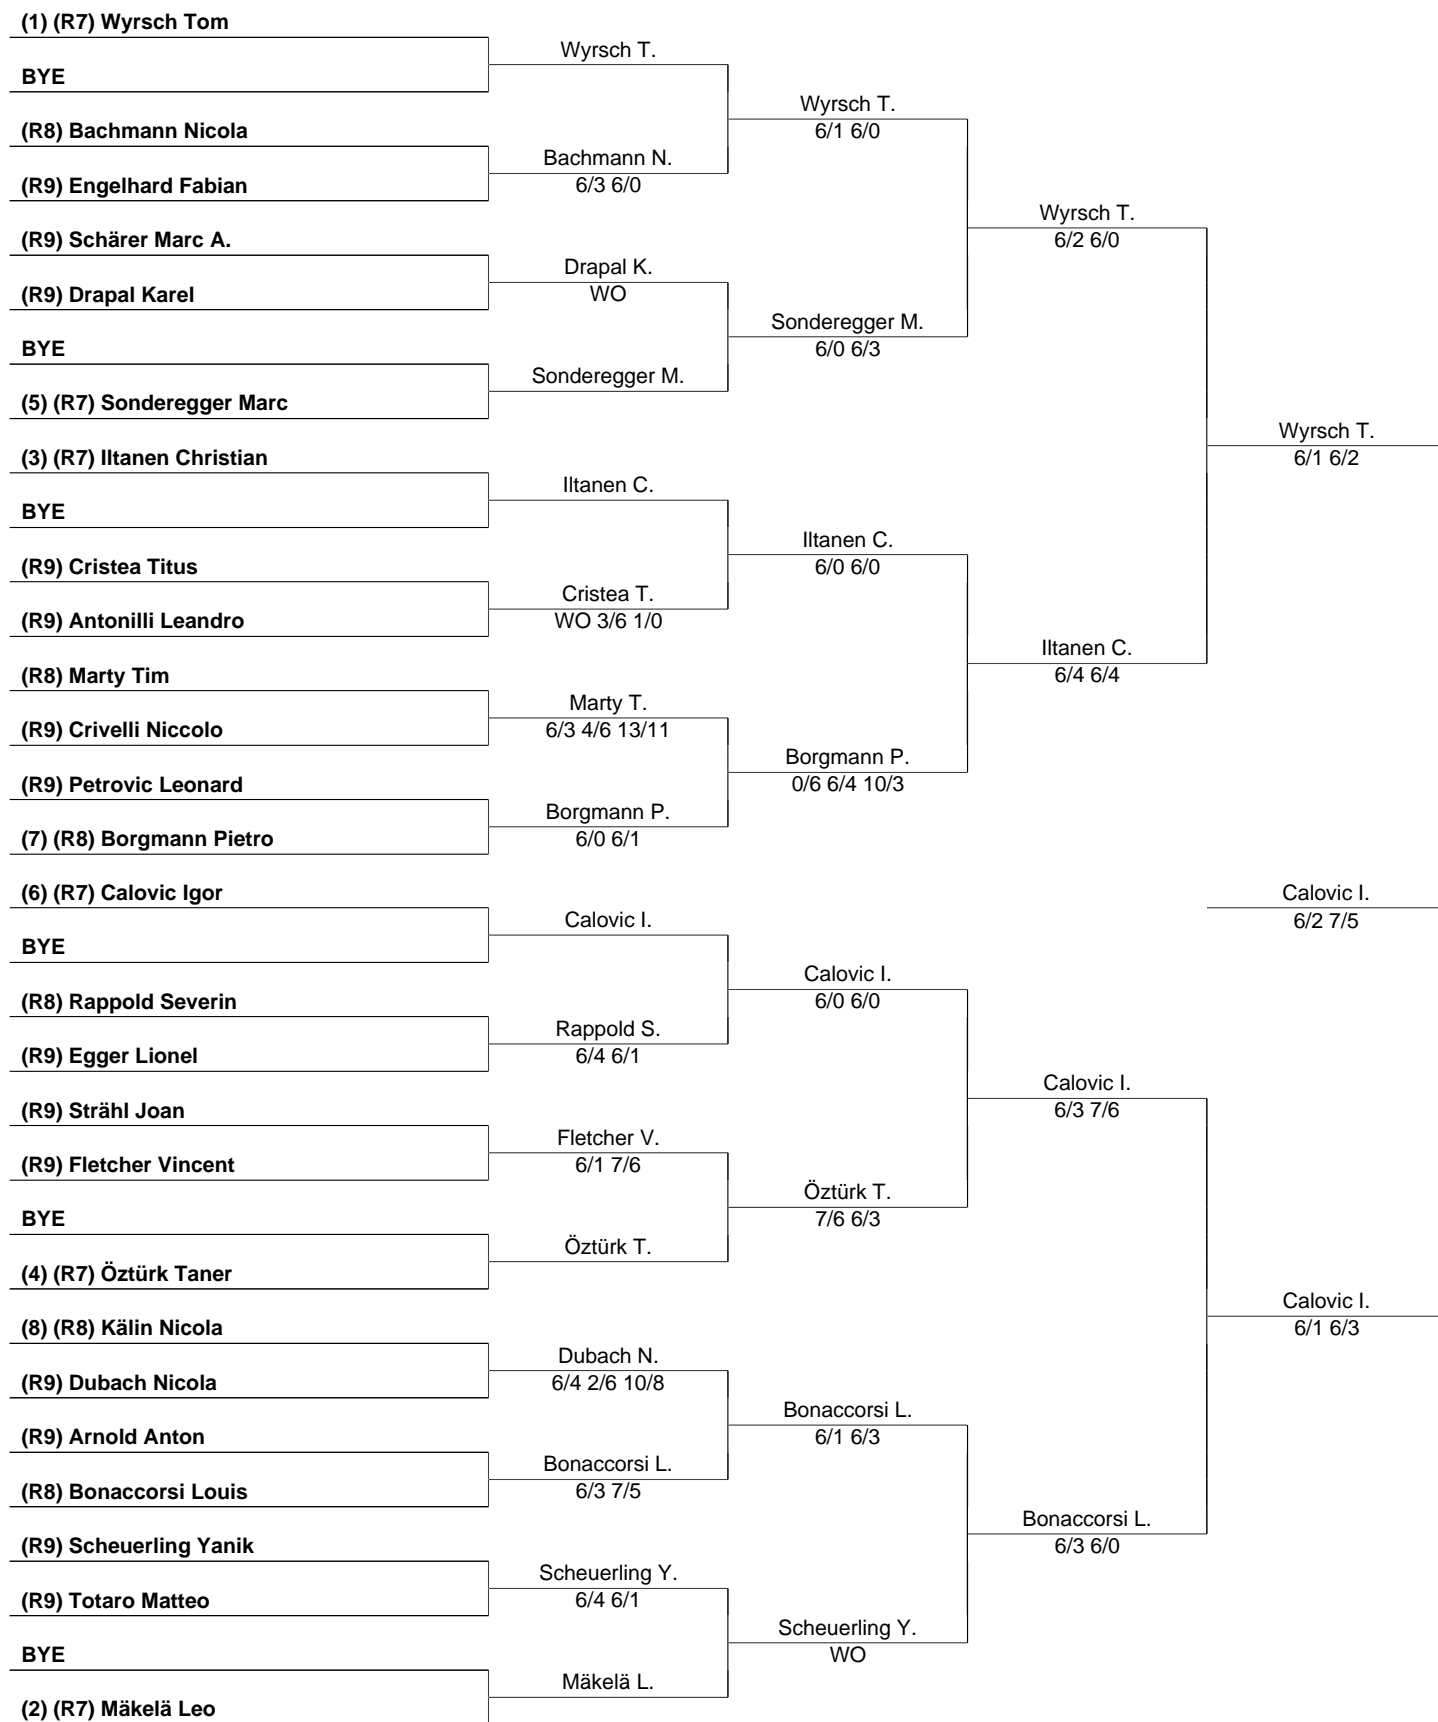 (1) (R7) Wyrsch Tom
BYE
(R8) Bachmann Nicola
(R9) Engelhard Fabian
(R9) Schärer Marc A.
(R9) Drapal Karel
BYE
(5) (R7) Sonderegger Marc
(3) (R7) Iltanen Christian
BYE
(R9) Cristea Titus
(R9) Antonilli Leandro
(R8) Marty Tim
(R9) Crivelli Niccolo
(R9) Petrovic Leonard
(7) (R8) Borgmann Pietro
(6) (R7) Calovic Igor
BYE
(R8) Rappold Severin
(R9) Egger Lionel
(R9) Strähl Joan
(R9) Fletcher Vincent
BYE
(4) (R7) Öztürk Taner
(8) (R8) Kälin Nicola
(R9) Dubach Nicola
(R9) Arnold Anton
(R8) Bonaccorsi Louis
(R9) Scheuerling Yanik
(R9) Totaro Matteo
BYE
(2) (R7) Mäkelä Leo
Wyrsch T.
Bachmann N.
6/3 6/0
Drapal K.
WO
Sonderegger M.
Iltanen C.
Cristea T.
WO 3/6 1/0
Marty T.
6/3 4/6 13/11
Borgmann P.
6/0 6/1
Calovic I.
Rappold S.
6/4 6/1
Fletcher V.
6/1 7/6
Öztürk T.
Dubach N.
6/4 2/6 10/8
Bonaccorsi L.
6/3 7/5
Scheuerling Y.
6/4 6/1
Mäkelä L.
Wyrsch T.
6/1 6/0
Sonderegger M.
6/0 6/3
Iltanen C.
6/0 6/0
Borgmann P.
0/6 6/4 10/3
Calovic I.
6/0 6/0
Öztürk T.
7/6 6/3
Bonaccorsi L.
6/1 6/3
Scheuerling Y.
WO
Wyrsch T.
6/2 6/0
Iltanen C.
6/4 6/4
Calovic I.
6/3 7/6
Bonaccorsi L.
6/3 6/0
Wyrsch T.
6/1 6/2
Calovic I.
6/2 7/5
Calovic I.
6/1 6/3